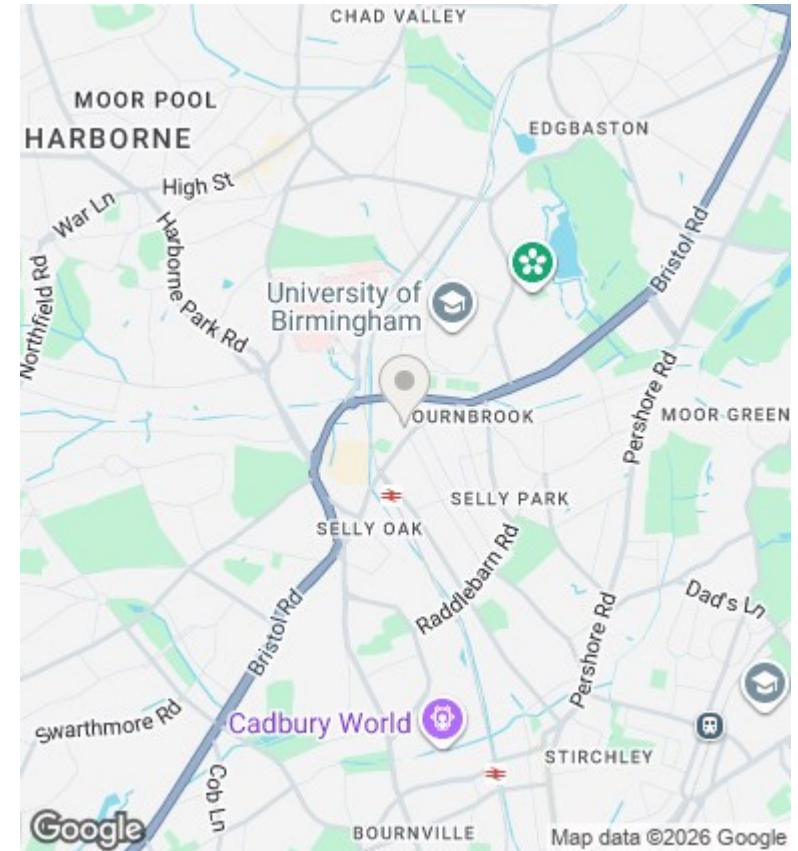 CHAD VALLEY
MOOR POOL
HARBORNE
EDGBASTON
High St
War Ln
Bristol Rd
Harborne Park Rd
Northfield Rd
University of
Birmingham
Pershore Rd
OURNBROOK
MOOR GREEN
SELLY PARK
SELLY OAK
Raddlebarn Rd
Dad's Ln
Bristol Rd
Pershore Rd
Swarthmore Rd
Cadbury World
STIRCHLEY
Cob Ln
BOURNVILLE
Google
Map data ©2026 Google